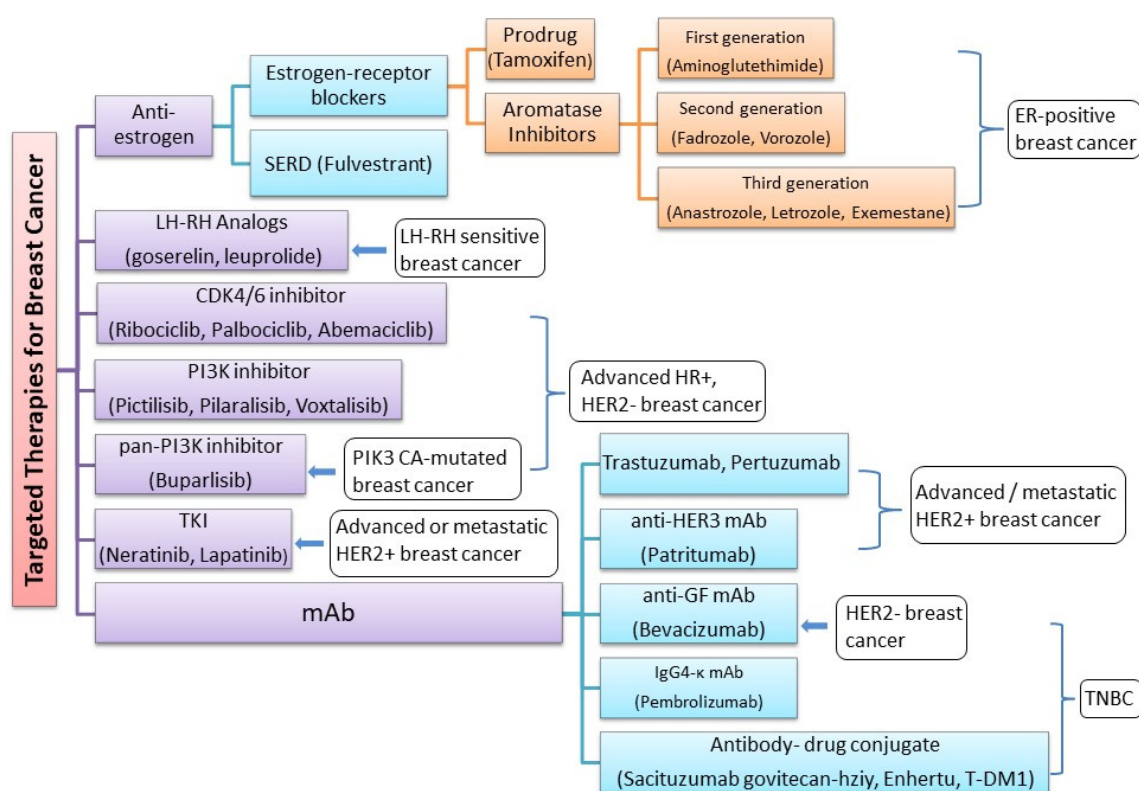 Targeted Therapies for Breast Cancer
Anti-
estrogen
Estrogen-receptor
blockers
SERD (Fulvestrant)
Prodrug
(Tamoxifen)
Aromatase
Inhibitors
First generation
(Aminoglutethimide)
Second generation
(Fadrozole, Vorozole)
Third generation
(Anastrozole, Letrozole, Exemestane)
ER-positive
breast cancer
LH-RH Analogs
(goserelin, leuprolide)
LH-RH sensitive
breast cancer
CDK4/6 inhibitor
(Ribociclib, Palbociclib, Abemaciclib)
PI3K inhibitor
(Pictilisib, Pilaralisib, Voxtalisib)
Advanced HR+,
HER2- breast cancer
pan-PI3K inhibitor
(Buparlisib)
PIK3 CA-mutated
breast cancer
TKI
(Neratinib, Lapatinib)
Advanced or metastatic
HER2+ breast cancer
mAb
Trastuzumab, Pertuzumab
anti-HER3 mAb
(Patritumab)
Advanced / metastatic
HER2+ breast cancer
anti-GF mAb
(Bevacizumab)
HER2- breast
cancer
IgG4-κ mAb
(Pembrolizumab)
TNBC
Antibody- drug conjugate
(Sacituzumab govitecan-hziy, Enhertu, T-DM1)